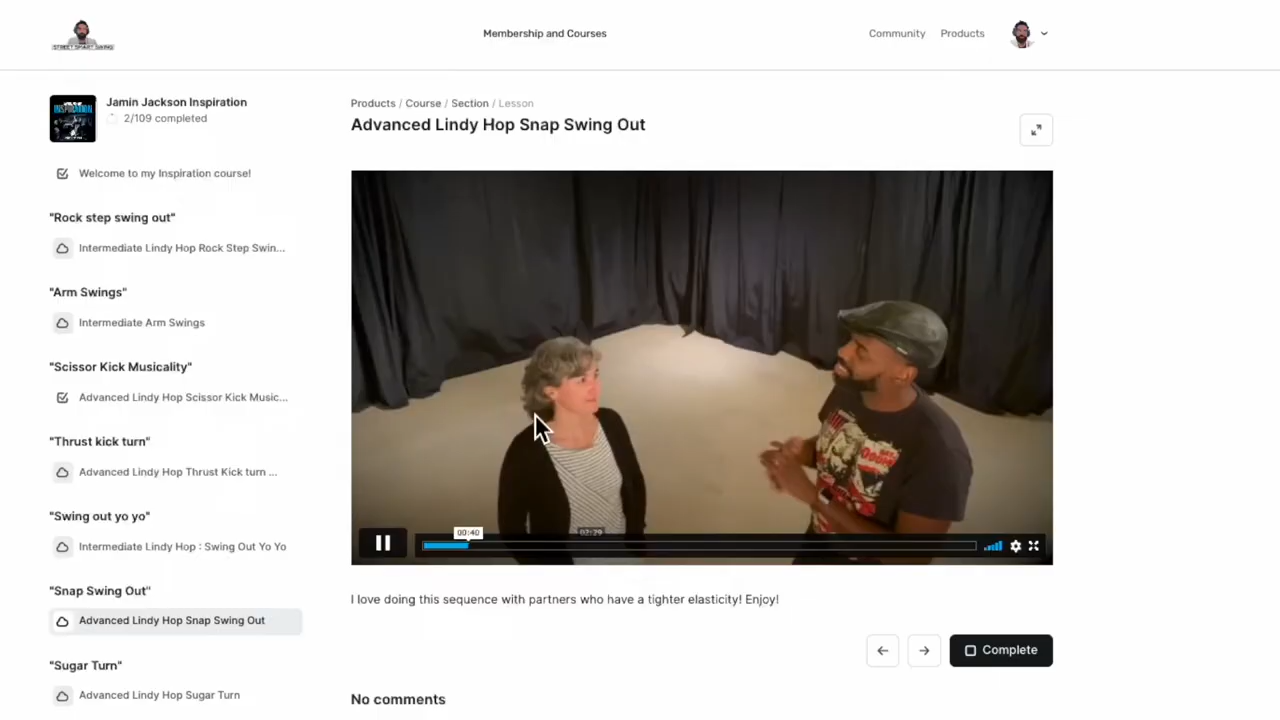 STREET SMART SWING
Membership and Courses
Community
Products
Jamin Jackson Inspiration
2/109 completed
Welcome to my Inspiration course!
"Rock step swing out"
Intermediate Lindy Hop Rock Step Swin...
"Arm Swings"
Intermediate Arm Swings
"Scissor Kick Musicality"
Advanced Lindy Hop Scissor Kick Music...
"Thrust kick turn"
Advanced Lindy Hop Thrust Kick turn ...
"Swing out yo yo"
Intermediate Lindy Hop : Swing Out Yo Yo
"Snap Swing Out"
Advanced Lindy Hop Snap Swing Out
"Sugar Turn"
Advanced Lindy Hop Sugar Turn
Products / Course / Section / Lesson
Advanced Lindy Hop Snap Swing Out
00:40
02:29
I love doing this sequence with partners who have a tighter elasticity! Enjoy!
Complete
No comments